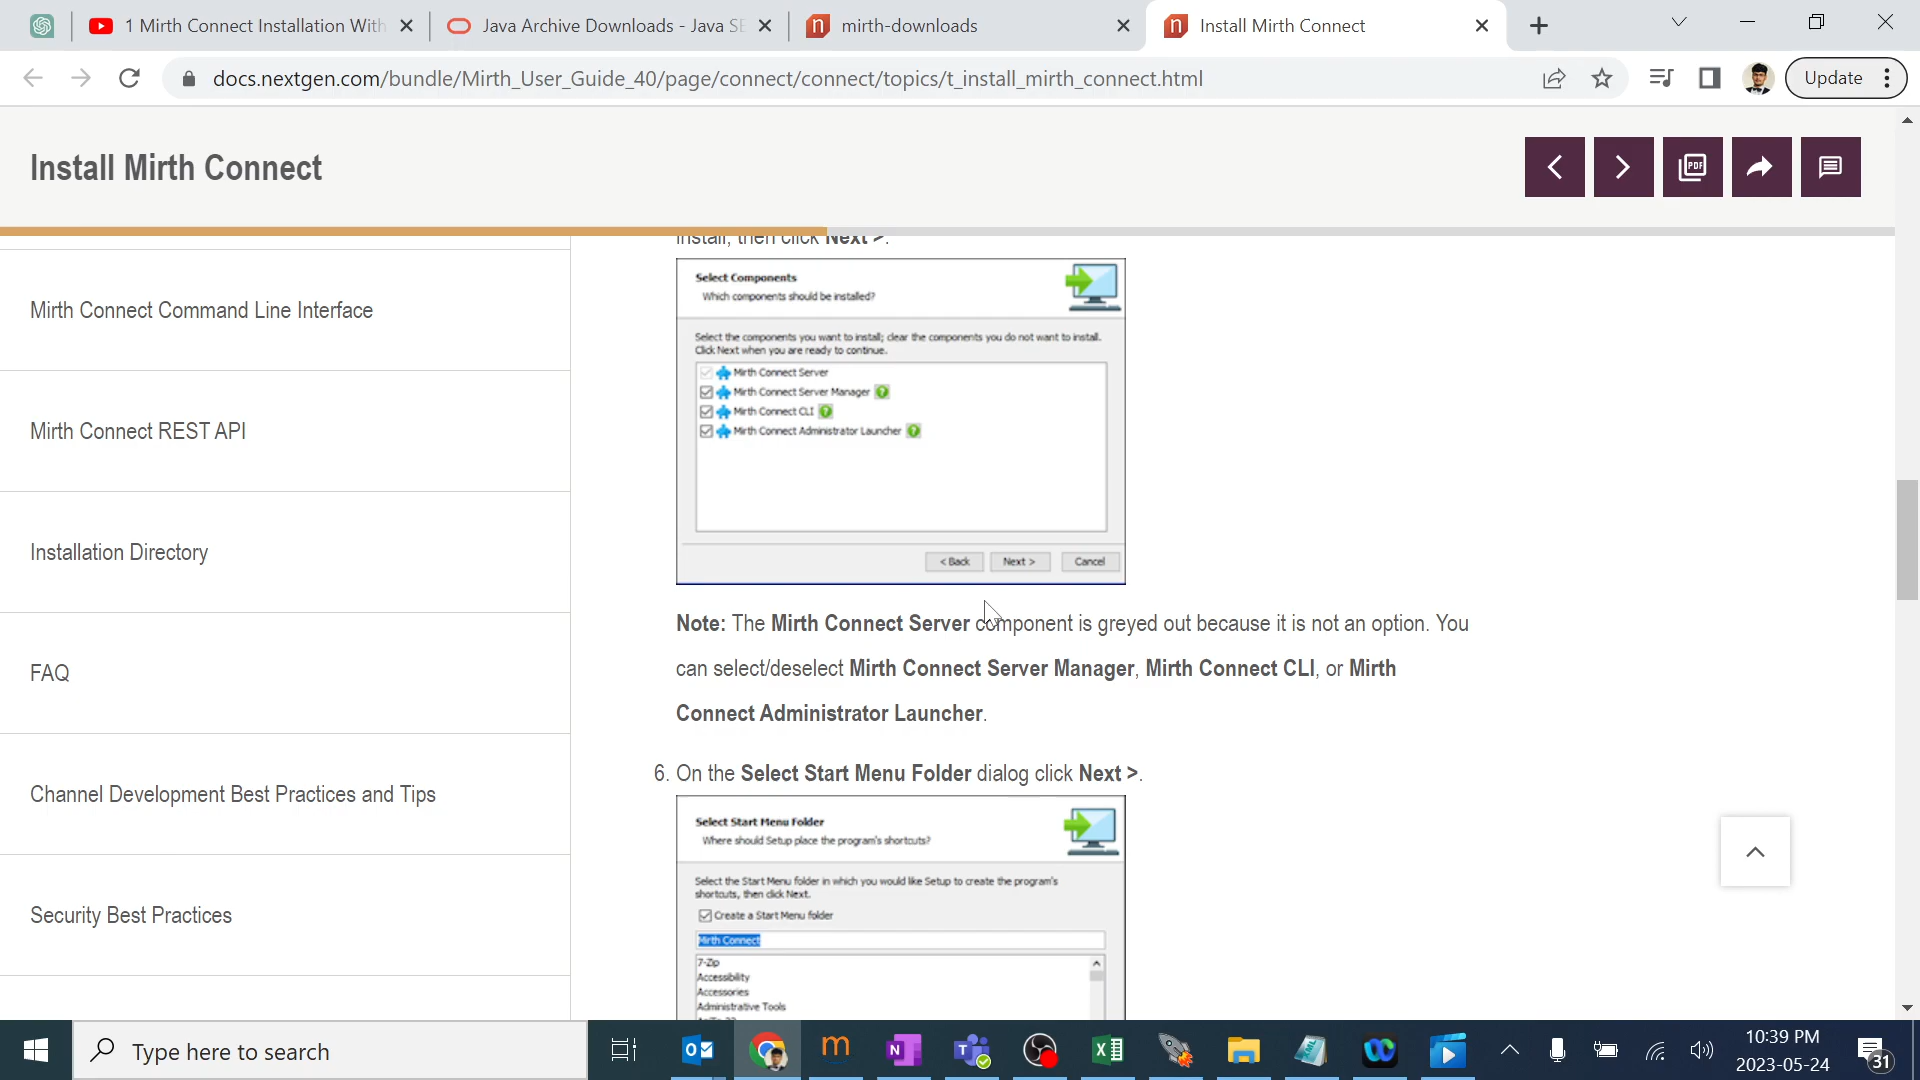 1 Mirth Connect Installation With
Java Archive Downloads - Java SE
mirth-downloads
Install Mirth Connect
docs.nextgen.com/bundle/Mirth_User_Guide_40/page/connect/connect/topics/t_install_mirth_connect.html
Update
Install Mirth Connect
PDF
Mirth Connect Command Line Interface
Mirth Connect REST API
Installation Directory
FAQ
Channel Development Best Practices and Tips
Security Best Practices
install, then click Next >.
Select Components
Which components should be installed?
Select the components you want to install; clear the components you do not want to install.
Click Next when you are ready to continue.
Mirth Connect Server
Mirth Connect Server Manager ?
Mirth Connect CLI ?
Mirth Connect Administrator Launcher ?
< Back Next > Cancel
Note: The Mirth Connect Server component is greyed out because it is not an option. You
can select/deselect Mirth Connect Server Manager, Mirth Connect CLI, or Mirth
Connect Administrator Launcher.
6. On the Select Start Menu Folder dialog click Next >.
Select Start Menu Folder
Where should Setup place the program's shortcuts?
Select the Start Menu folder in which you would like Setup to create the program's
shortcuts, then click Next.
Create a Start Menu folder
Mirth Connect
7-Zip
Accessibility
Accessories
Administrative Tools
Type here to search
10:39 PM
2023-05-24
31